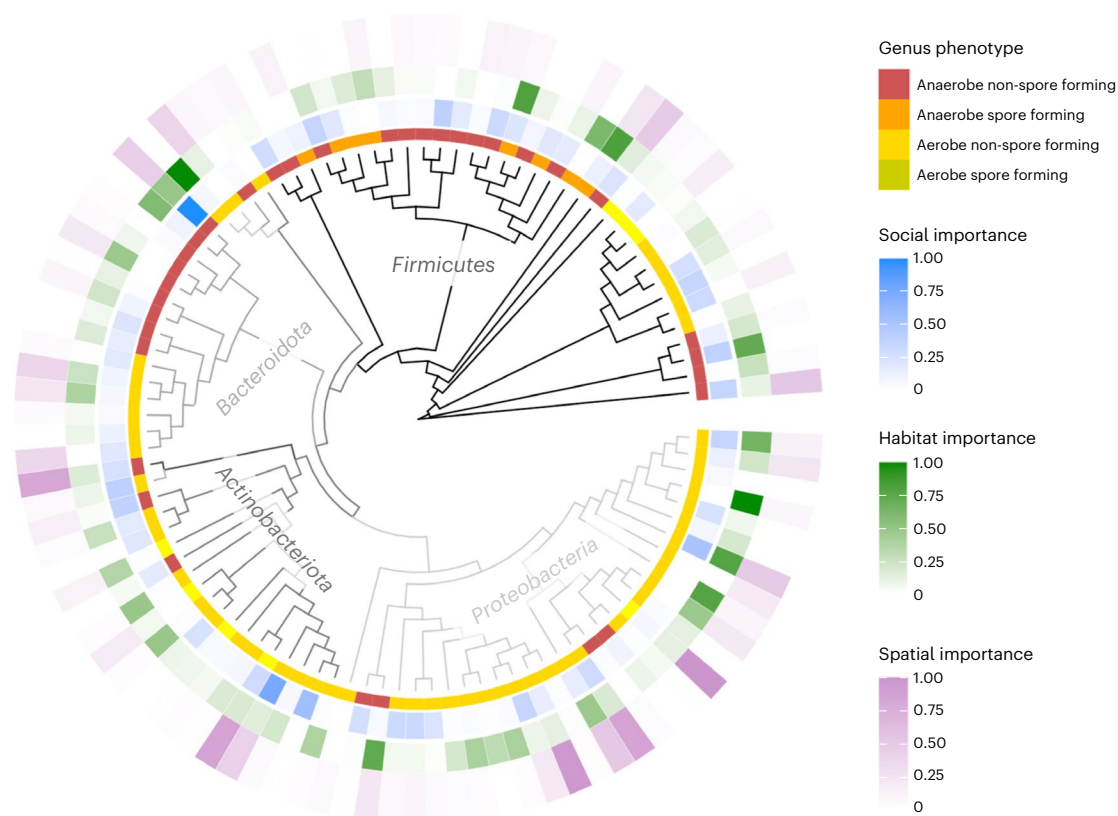 Genus phenotype
Anaerobe non-spore forming
Anaerobe spore forming
Aerobe non-spore forming
Aerobe spore forming
Social importance
1.00
0.75
0.50
0.25
0
Habitat importance
1.00
0.75
0.50
0.25
0
Spatial importance
1.00
0.75
0.50
0.25
0
Firmicutes
Bacteroidota
Actinobacteriota
Proteobacteria